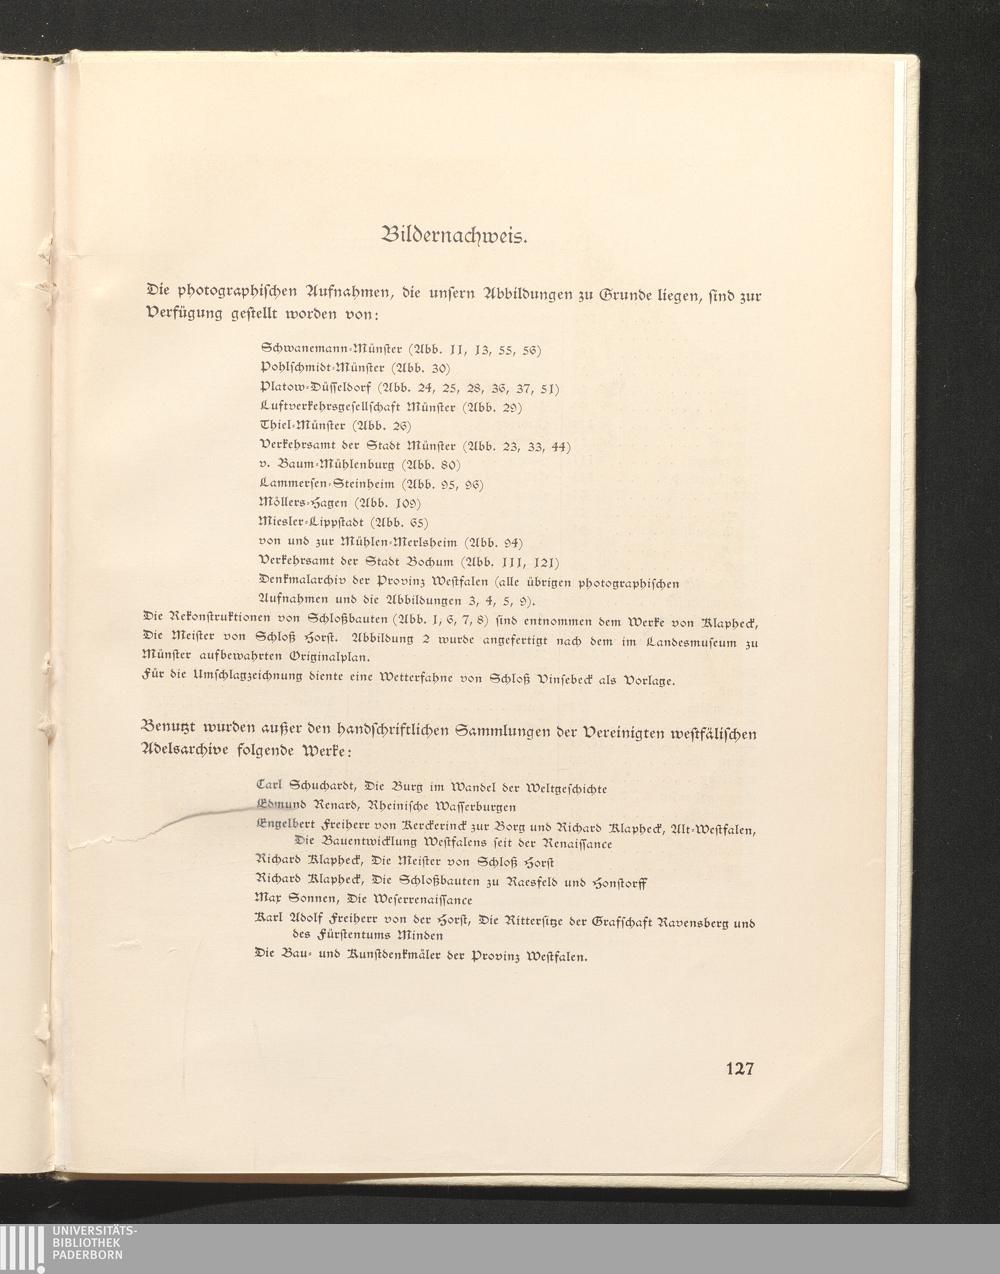 Bildernachweis.
Die photographischen Aufnahmen, die unsern Abbildungen zu Grunde liegen, sind zur
Verfügung gestellt worden von:
Schwanemann-Münster (Abb. 11, 13, 55, 56)
Pohlschmidt-Münster (Abb. 30)
Platow-Düsseldorf (Abb. 24, 25, 28, 36, 37, 51)
Luftverkehrsgesellschaft Münster (Abb. 29)
Thiel-Münster (Abb. 26)
Verkehrsamt der Stadt Münster (Abb. 23, 33, 44)
v. Baum-Mühlenburg (Abb. 80)
Lammersen-Steinheim (Abb. 95, 96)
Möllers-Hagen (Abb. 109)
Miesler-Lippstadt (Abb. 65)
von und zur Mühlen-Merlsheim (Abb. 94)
Verkehrsamt der Stadt Bochum (Abb. 111, 121)
Denkmalarchiv der Provinz Westfalen (alle übrigen photographischen
Aufnahmen und die Abbildungen 3, 4, 5, 9).
Die Rekonstruktionen von Schloßbauten (Abb. 1, 6, 7, 8) sind entnommen dem Werke von Klapheck,
Die Meister von Schloß Horst. Abbildung 2 wurde angefertigt nach dem im Landesmuseum zu
Münster aufbewahrten Originalplan.
Für die Umschlagzeichnung diente eine Wetterfahne von Schloß Vinsebeck als Vorlage.
Benutzt wurden außer den handschriftlichen Sammlungen der Vereinigten westfälischen
Adelsarchive folgende Werke:
Carl Schuchardt, Die Burg im Wandel der Weltgeschichte
Edmund Renard, Rheinische Wasserburgen
Engelbert Freiherr von Kerckerinck zur Borg und Richard Klapheck, Alt-Westfalen,
Die Bauentwicklung Westfalens seit der Renaissance
Richard Klapheck, Die Meister von Schloß Horst
Richard Klapheck, Die Schloßbauten zu Raesfeld und Honstorff
Max Sonnen, Die Weserrenaissance
Karl Adolf Freiherr von der Horst, Die Rittersitze der Grafschaft Ravensberg und
des Fürstentums Minden
Die Bau- und Kunstdenkmäler der Provinz Westfalen.
127
UNIVERSITÄTS-
BIBLIOTHEK
PADERBORN